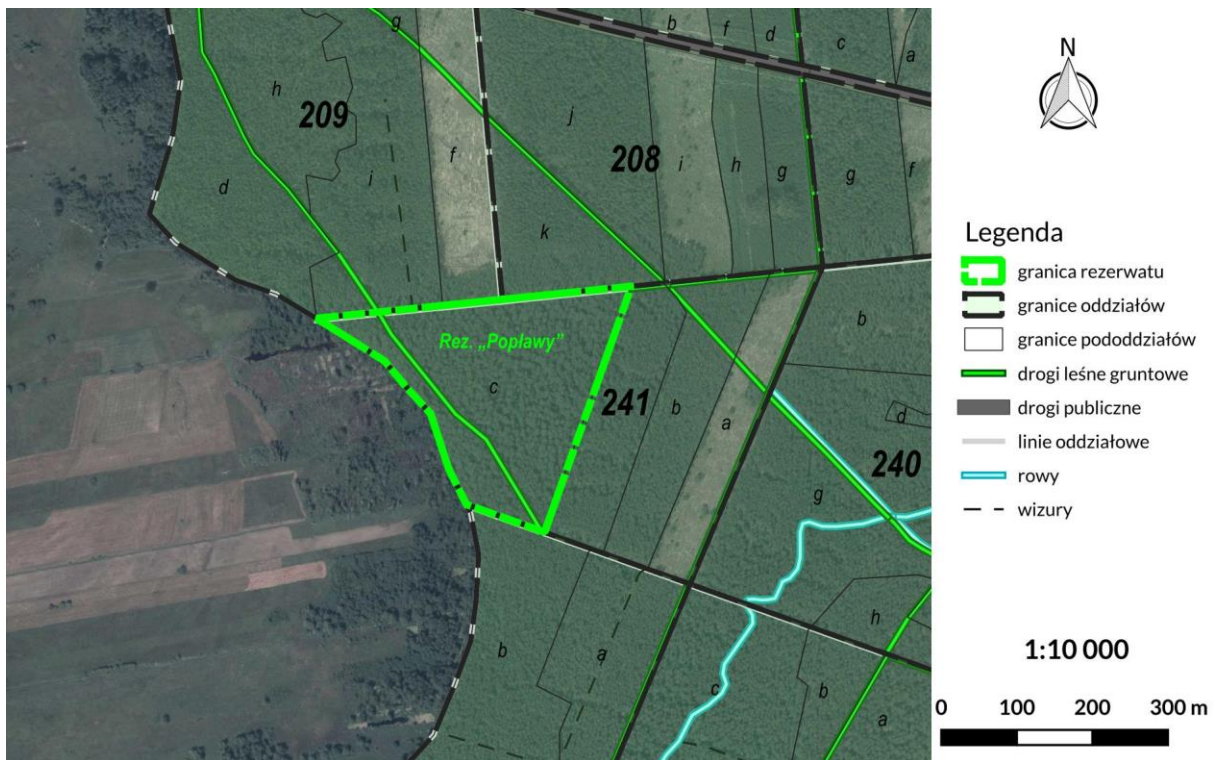 g
b
f
d
c
a
h
209
j
208
f
i
h
g
g
f
d
i
k
Rez. „Popławy”
c
241
b
a
b
d
240
g
h
b
a
c
b
a
N
Legenda
granica rezerwatu
granice oddziałów
granice pododdziałów
drogi leśne gruntowe
drogi publiczne
linie oddziałowe
rowy
wizury
1:10 000
0 100 200 300 m